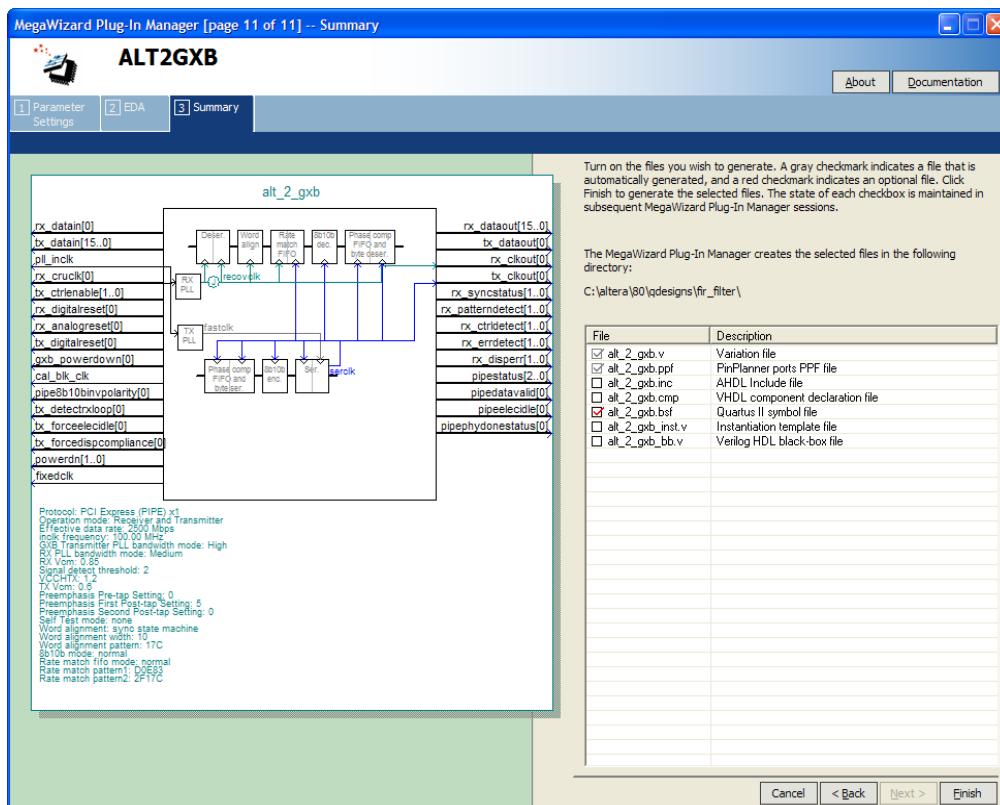 MegaWizard Plug-In Manager [page 11 of 11] -- Summary
ALT2GXB
About
Documentation
1 Parameter Settings
2 EDA
3 Summary
Turn on the files you wish to generate. A gray checkmark indicates a file that is
automatically generated, and a red checkmark indicates an optional file. Click
Finish to generate the selected files. The state of each checkbox is maintained in
subsequent MegaWizard Plug-In Manager sessions.
The MegaWizard Plug-In Manager creates the selected files in the following
directory:
C:\altera\80\qdesigns\fir_filter\
File Description
alt_2_gxb.v Variation file
alt_2_gxb.ppf PinPlanner ports PPF file
alt_2_gxb.inc AHDL Include file
alt_2_gxb.cmp VHDL component declaration file
alt_2_gxb.bsf Quartus II symbol file
alt_2_gxb_inst.v Instantiation template file
alt_2_gxb_bb.v Verilog HDL black-box file
alt_2_gxb
rx_datain[0]
tx_datain[15..0]
pll_inclk
rx_cruclk[0]
tx_ctrlenable[1..0]
rx_digitalreset[0]
rx_analogreset[0]
tx_digitalreset[0]
gxb_powerdown[0]
cal_blk_clk
pipe8b10binvpolarity[0]
tx_detectrxloop[0]
tx_forceelecidle[0]
tx_forcedispcompliance[0]
powerdn[1..0]
fixedclk
Deser.
Word
align
Rate
match
FIFO
8b10b
dec.
Phase comp
FIFO and
byte deser.
RX
PLL
recovclk
TX
PLL
fastclk
Phase comp
FIFO and
byte ser.
8b10b
enc.
Ser.
serclk
rx_dataout[15..0]
tx_dataout[0]
rx_clkout[0]
tx_clkout[0]
rx_syncstatus[1..0]
rx_patterndetect[1..0]
rx_ctrldetect[1..0]
rx_errdetect[1..0]
rx_disperr[1..0]
pipestatus[2..0]
pipedatavalid[0]
pipeelecidle[0]
pipephydonestatus[0]
Protocol: PCI Express (PIPE) x1
Operation mode: Receiver and Transmitter
Effective data rate: 2500 Mbps
inclk frequency: 100.00 MHz
GXB Transmitter PLL bandwidth mode: High
RX PLL bandwidth mode: Medium
RX Vcm: 0.85
Signal detect threshold: 2
VCCHTX: 1.2
TX Vcm: 0.6
Preemphasis Pre-tap Setting: 0
Preemphasis First Post-tap Setting: 5
Preemphasis Second Post-tap Setting: 0
Self Test mode: none
Word alignment: sync state machine
Word alignment width: 10
Word alignment pattern: 17C
8b10b mode: normal
Rate match fifo mode: normal
Rate match pattern1: D0E83
Rate match pattern2: 2F17C
Cancel
< Back
Next >
Finish